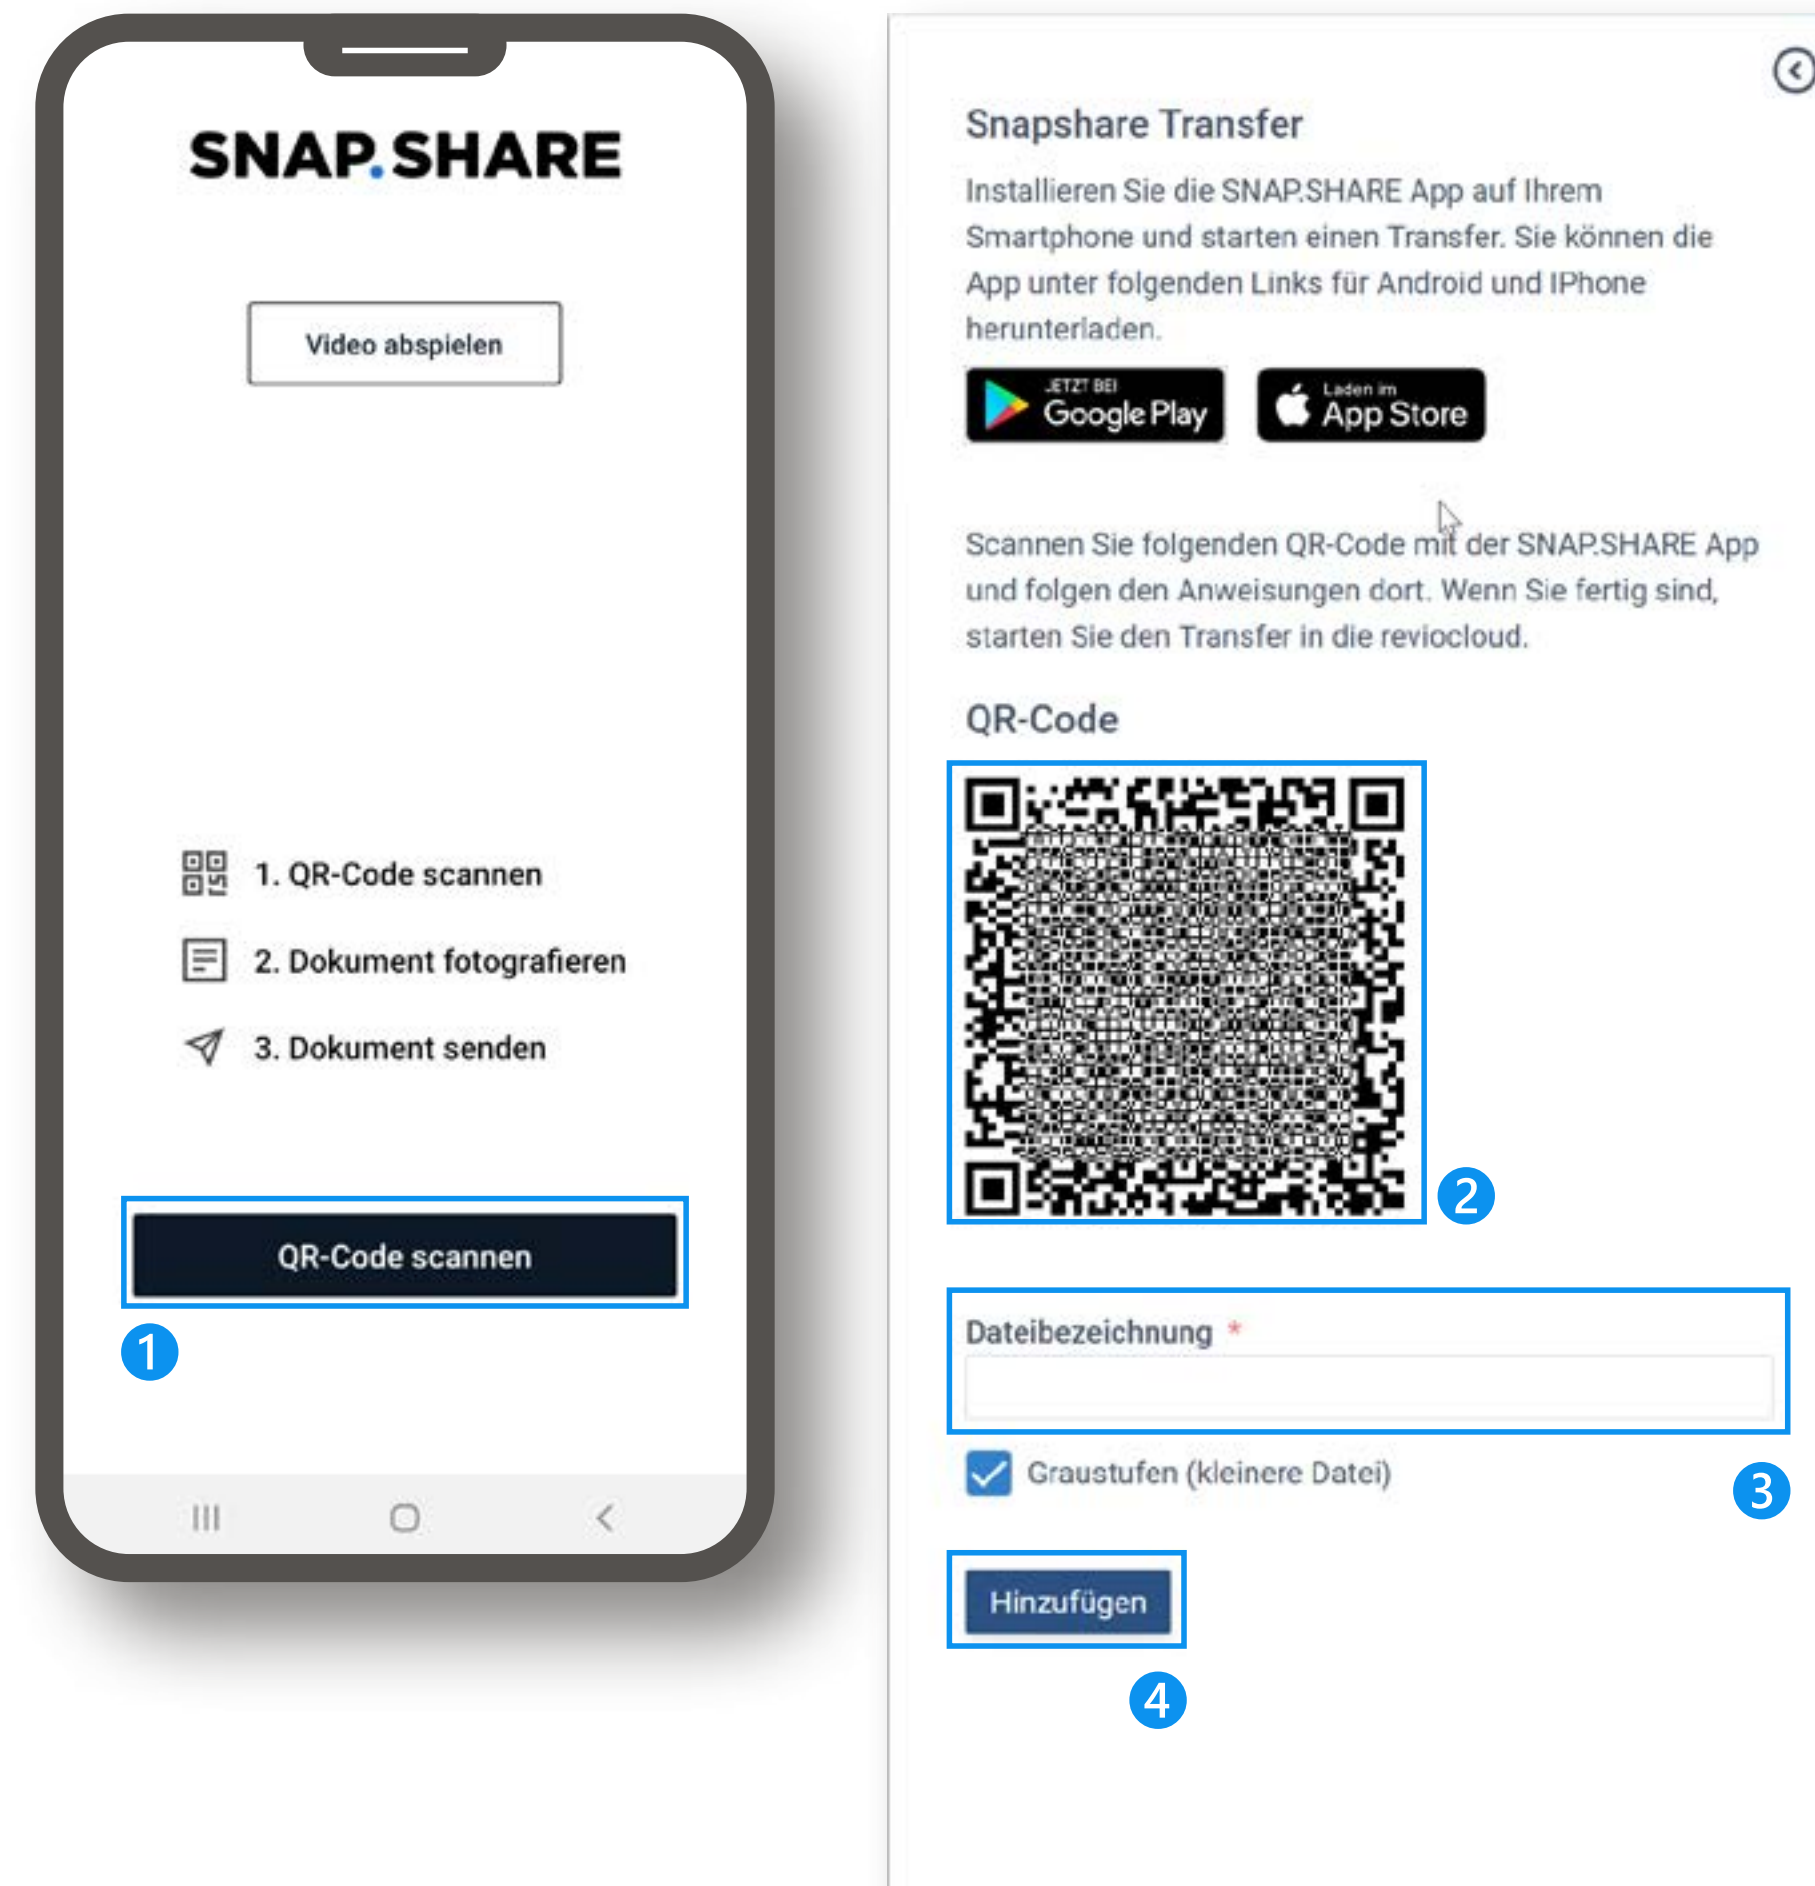 SNAP.SHARE
Video abspielen
1. QR-Code scannen
2. Dokument fotografieren
3. Dokument senden
QR-Code scannen
1
Snapshare Transfer
Installieren Sie die SNAP.SHARE App auf Ihrem
Smartphone und starten einen Transfer. Sie können die
App unter folgenden Links für Android und IPhone
herunterladen.
JETZT BEI
Google Play
Laden im
App Store
Scannen Sie folgenden QR-Code mit der SNAP.SHARE App
und folgen den Anweisungen dort. Wenn Sie fertig sind,
starten Sie den Transfer in die reviocloud.
QR-Code
2
Dateibezeichnung *
Graustufen (kleinere Datei)
3
Hinzufügen
4